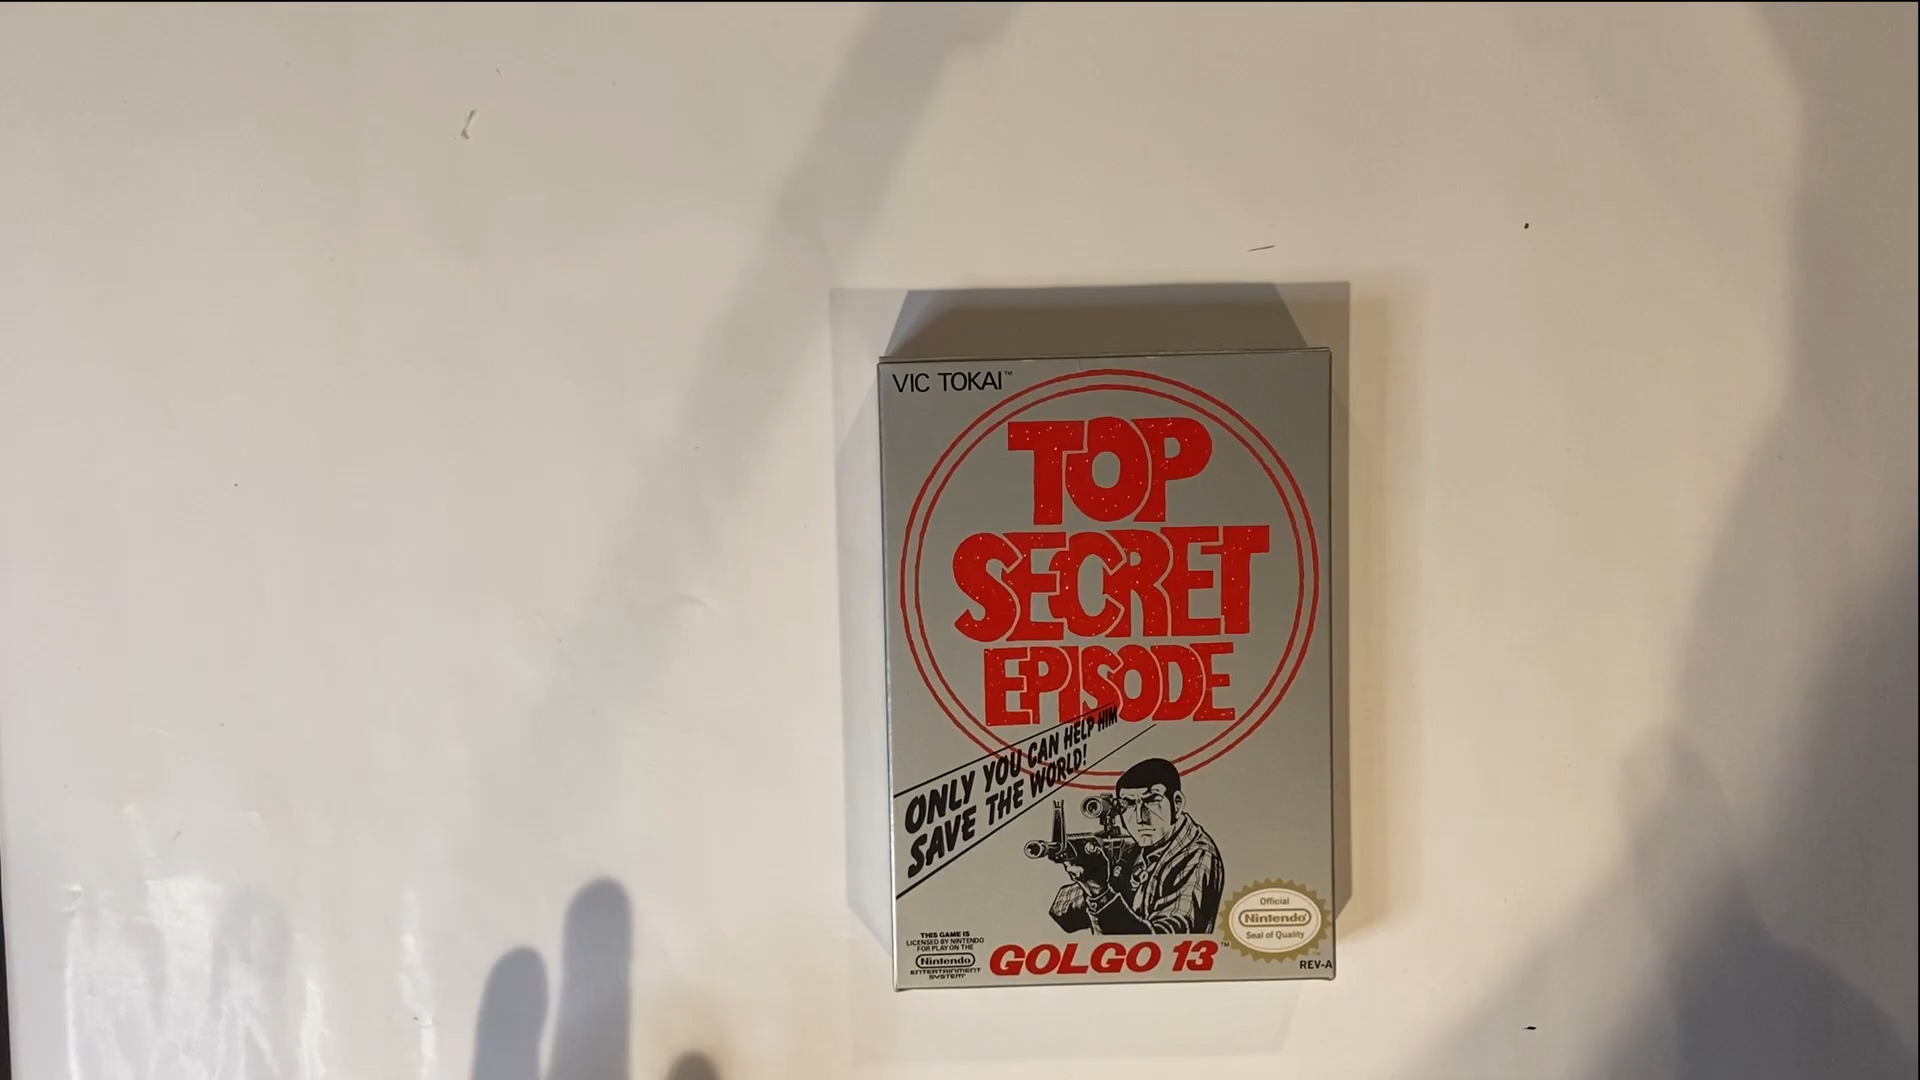 VIC TOKAI™
TOP
SECRET
EPISODE
ONLY YOU CAN HELP HIM
SAVE THE WORLD!
THIS GAME IS
LICENSED BY NINTENDO
FOR PLAY ON THE
Nintendo
ENTERTAINMENT
SYSTEM®
GOLGO 13™
Official
Nintendo®
Seal of Quality
REV-A